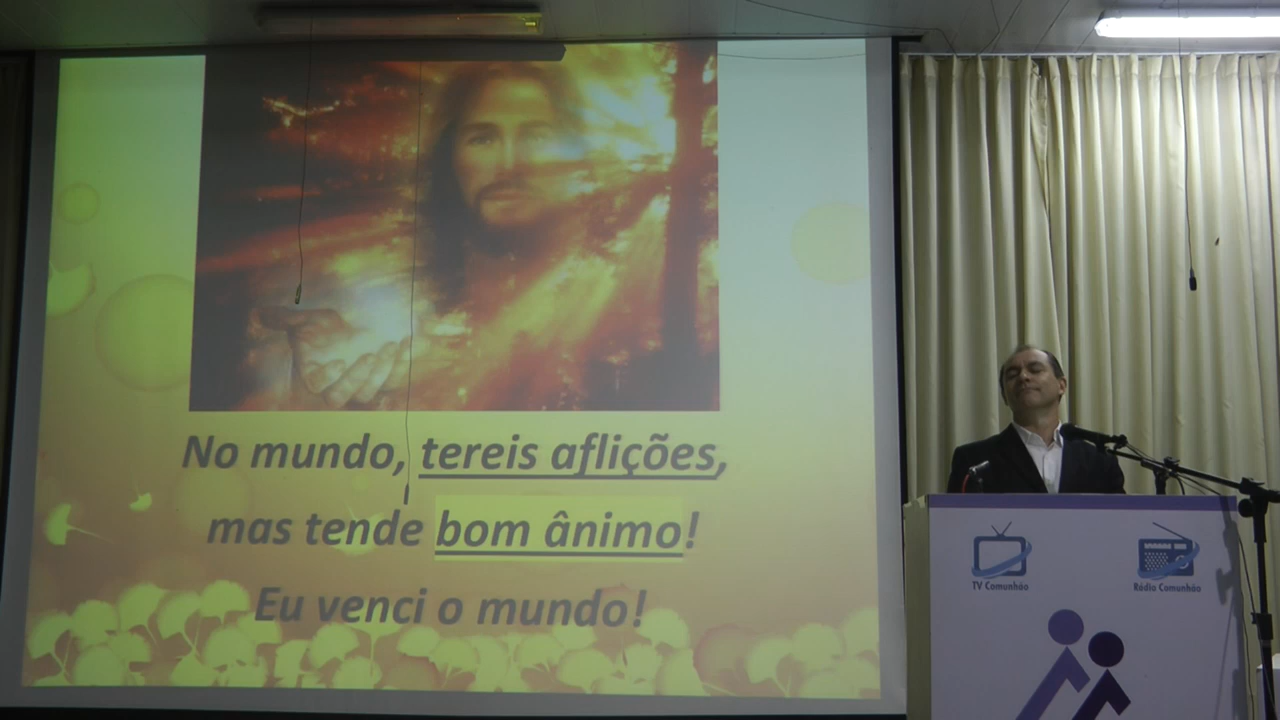 No mundo, tereis aflições,
mas tende bom ânimo!
Eu venci o mundo!
TV Comunhão
Rádio Comunhão